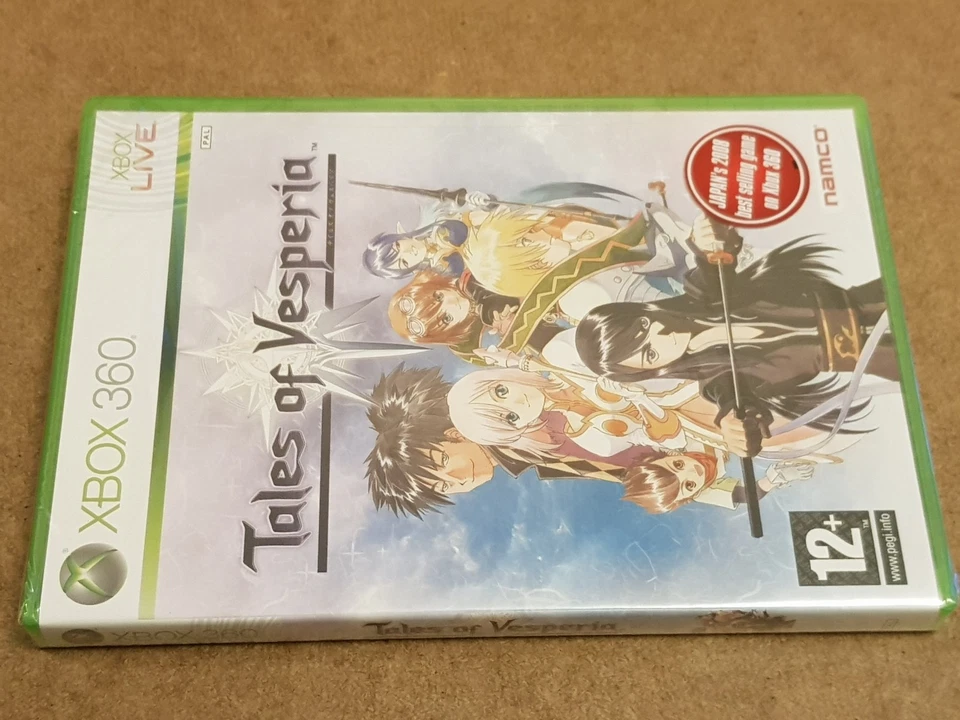 XBOX 360
XBOX
LIVE
PAL
Tales of Vesperia™
JAPAN's 2008
best selling game
on Xbox 360
namco
12+
www.pegi.info
XBOX 360
Tales of Vesperia